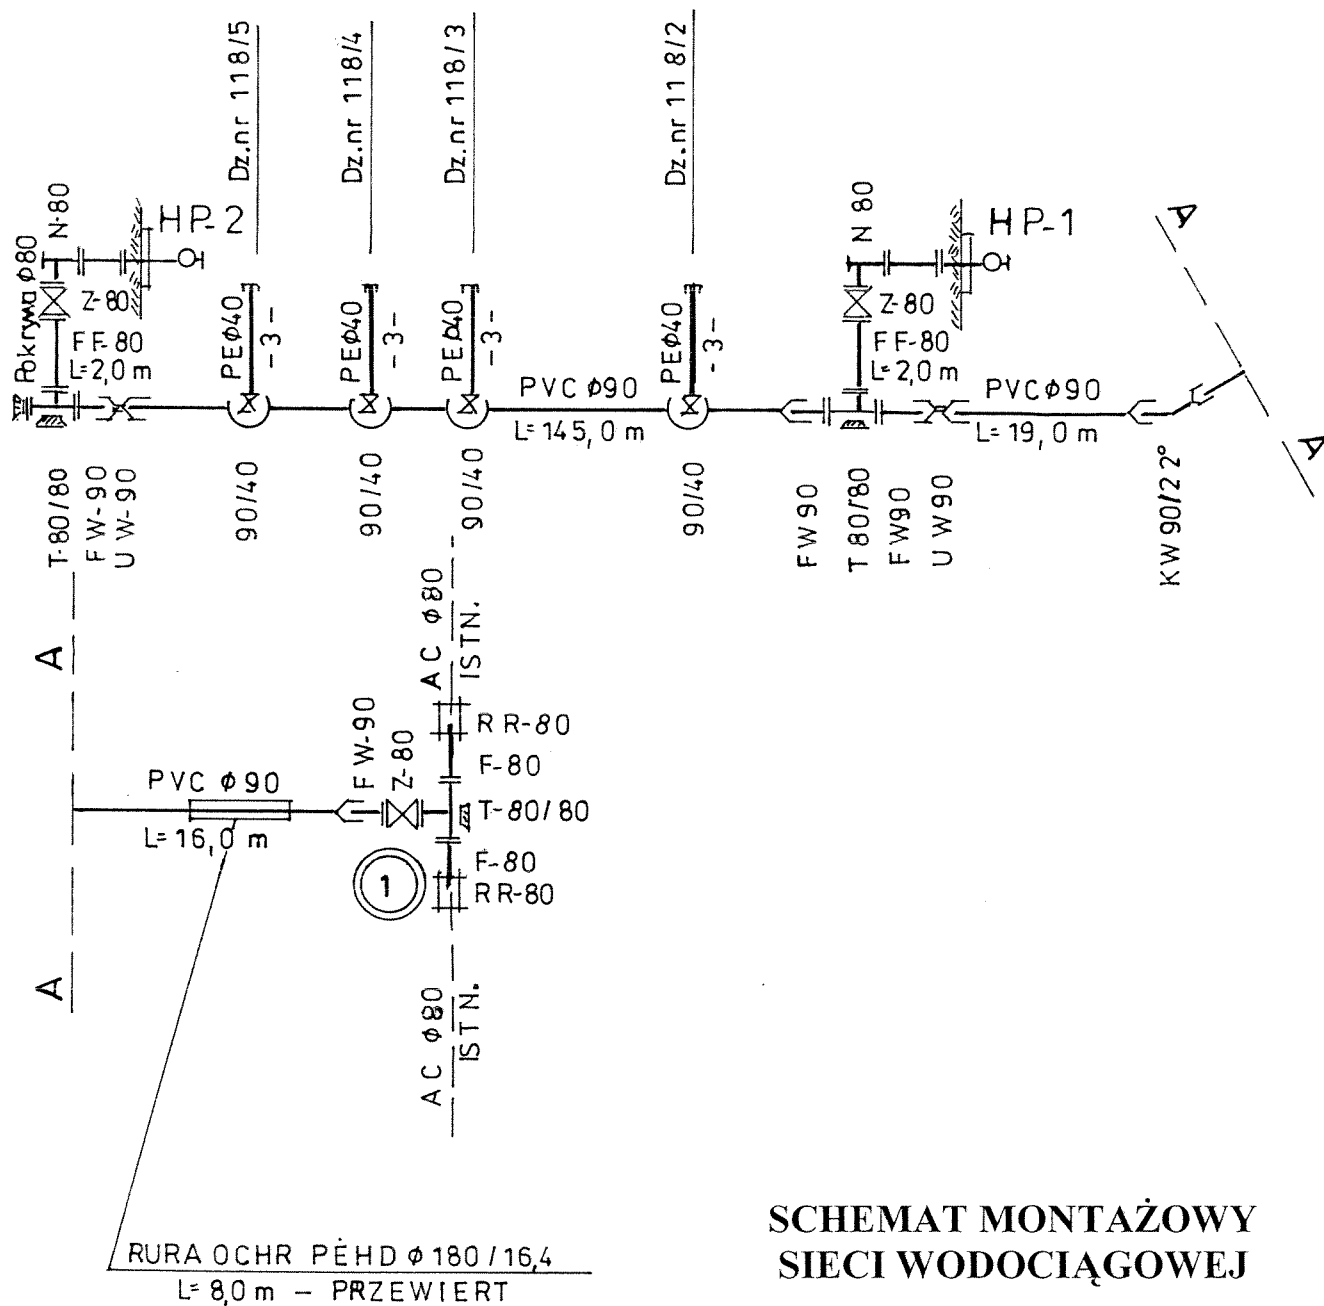 Dz.nr 118/5
Dz.nr 118/4
Dz.nr 118/3
Dz.nr 11 8/2
Pokrywa ϕ80
N-80
HP-2
Z-80
FF-80
L=2,0 m
PEϕ40
-3-
PEϕ40
-3-
PEϕ40
-3-
PVC ϕ90
L=145,0 m
PEϕ40
-3-
N 80
HP-1
Z-80
FF-80
L=2,0 m
PVCϕ90
L=19,0 m
A
A
T-80/80
FW-90
UW-90
90/40
90/40
90/40
90/40
FW 90
T 80/80
FW90
UW90
KW 90/22°
A
A
AC ϕ80
ISTN.
RR-80
F-80
T-80/80
F-80
RR-80
FW-90
Z-80
PVC ϕ90
L=16,0 m
1
AC ϕ80
ISTN.
RURA OCHR PEHD ϕ180/16,4
L=8,0 m – PRZEWIERT
SCHEMAT MONTAŻOWY
SIECI WODOCIĄGOWEJ